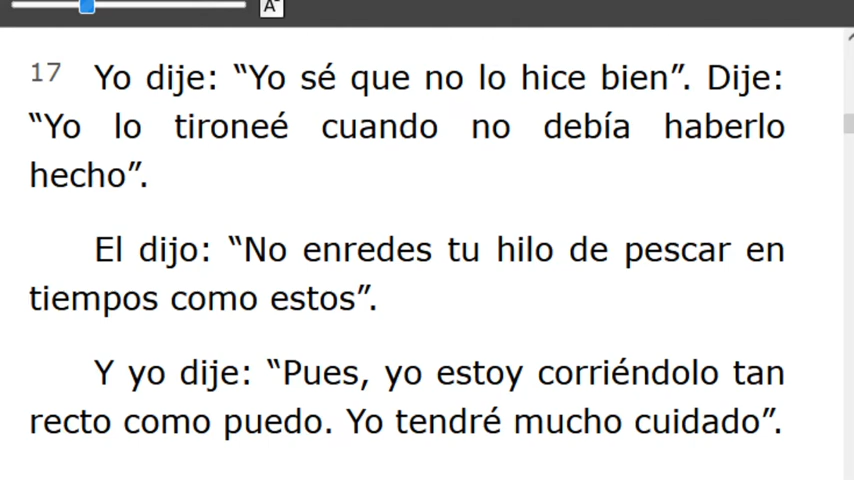 A
17 Yo dije: “Yo sé que no lo hice bien”. Dije:
“Yo lo tironeé cuando no debía haberlo
hecho”.
El dijo: “No enredes tu hilo de pescar en
tiempos como estos”.
Y yo dije: “Pues, yo estoy corriéndolo tan
recto como puedo. Yo tendré mucho cuidado”.